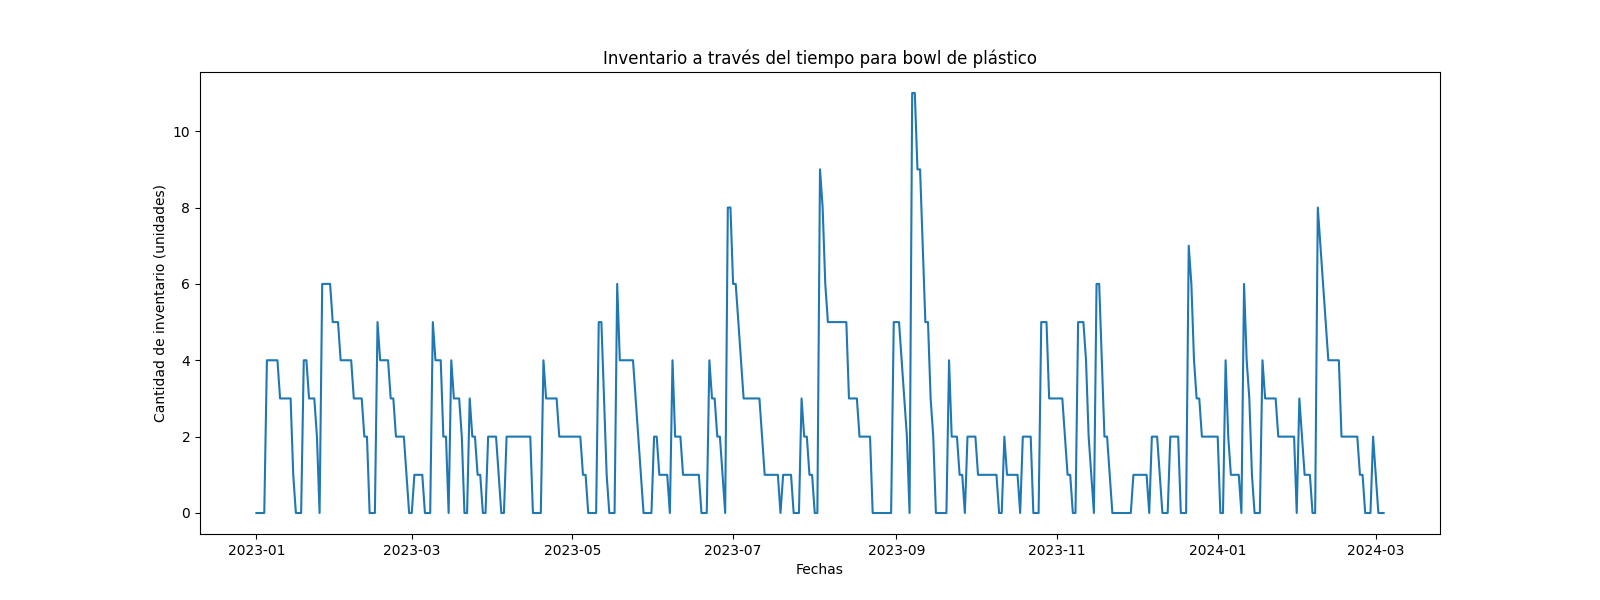 Inventario a través del tiempo para bowl de plástico
Cantidad de inventario (unidades)
10
8
6
4
2
0
2023-01 2023-03 2023-05 2023-07 2023-09 2023-11 2024-01 2024-03
Fechas